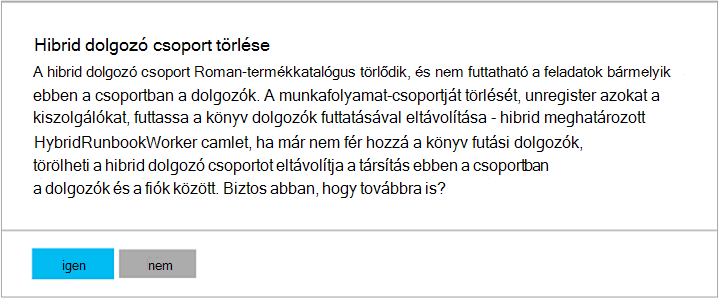 Hibrid dolgozó csoport törlése
A hibrid dolgozó csoport Roman-termékkatalógus törlődik, és nem futtatható a feladatok bármelyik
ebben a csoportban a dolgozók. A munkafolyamat-csoportját törlését, unregister azokat a
kiszolgálókat, futtassa a könyv dolgozók futtatásával eltávolítása - hibrid meghatározott
HybridRunbookWorker camlet, ha már nem fér hozzá a könyv futási dolgozók,
törölheti a hibrid dolgozó csoportot eltávolítja a társítás ebben a csoportban
a dolgozók és a fiók között. Biztos abban, hogy továbbra is?
igen
nem